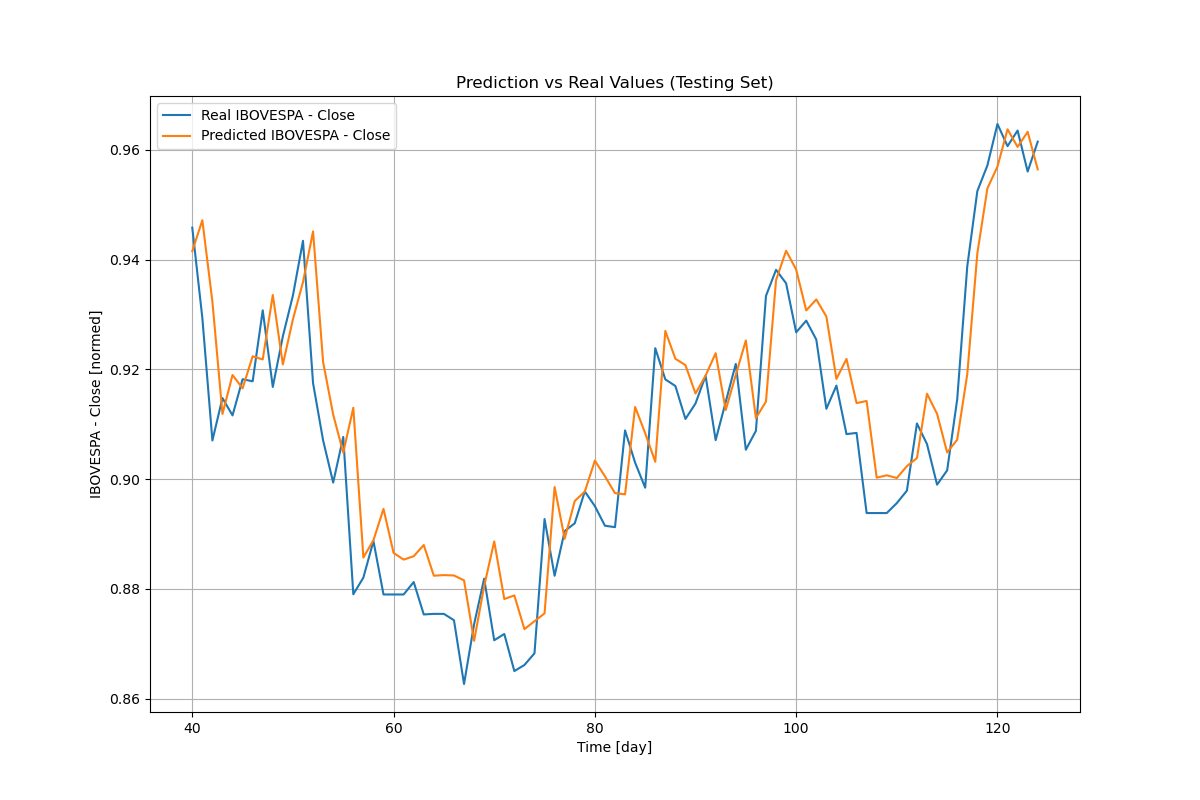 Prediction vs Real Values (Testing Set)
Real IBOVESPA - Close
Predicted IBOVESPA - Close
IBOVESPA - Close [normed]
0.96
0.94
0.92
0.90
0.88
0.86
40 60 80 100 120
Time [day]